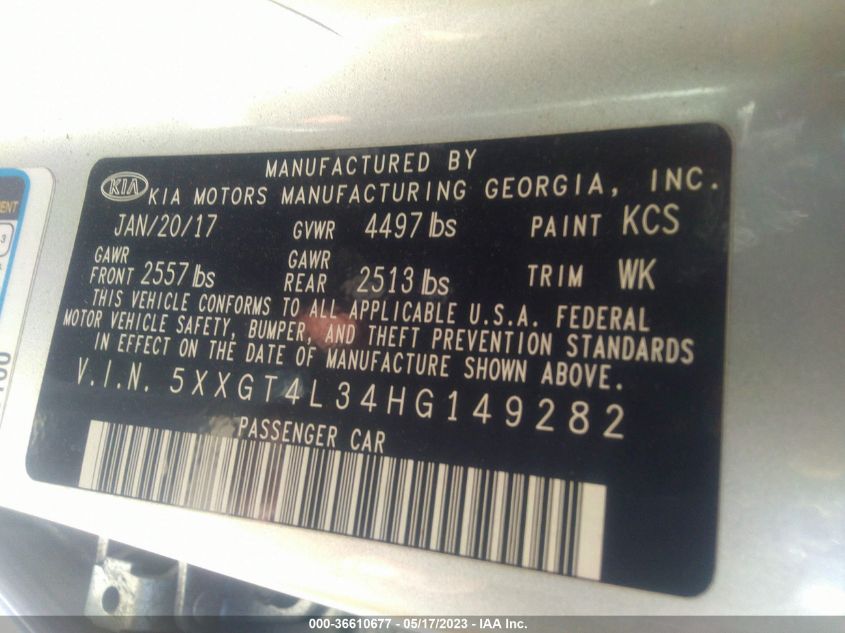 MANUFACTURED BY
KIA KIA MOTORS MANUFACTURING GEORGIA, INC.
JAN/20/17 GVWR 4497 lbs PAINT KCS
GAWR FRONT 2557 lbs GAWR REAR 2513 lbs TRIM WK
THIS VEHICLE CONFORMS TO ALL APPLICABLE U.S.A. FEDERAL
MOTOR VEHICLE SAFETY, BUMPER, AND THEFT PREVENTION STANDARDS
IN EFFECT ON THE DATE OF MANUFACTURE SHOWN ABOVE.
V.I.N. 5XXGT4L34HG149282
PASSENGER CAR
000-36610677 - 05/17/2023 - IAA Inc.